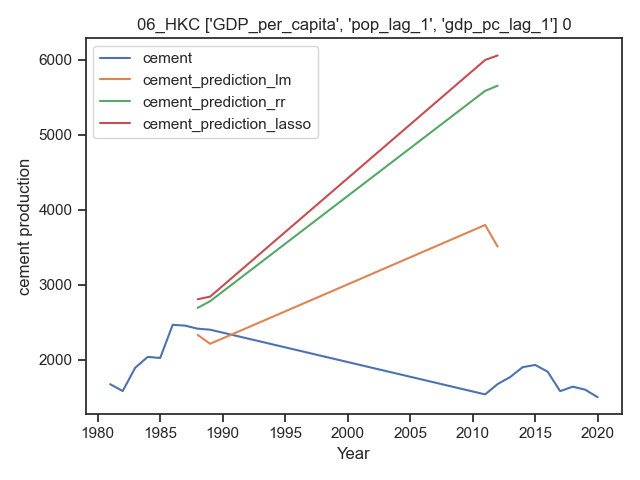 06_HKC ['GDP_per_capita', 'pop_lag_1', 'gdp_pc_lag_1'] 0
cement
cement_prediction_lm
cement_prediction_rr
cement_prediction_lasso
6000
5000
4000
3000
2000
cement production
1980
1985
1990
1995
2000
2005
2010
2015
2020
Year